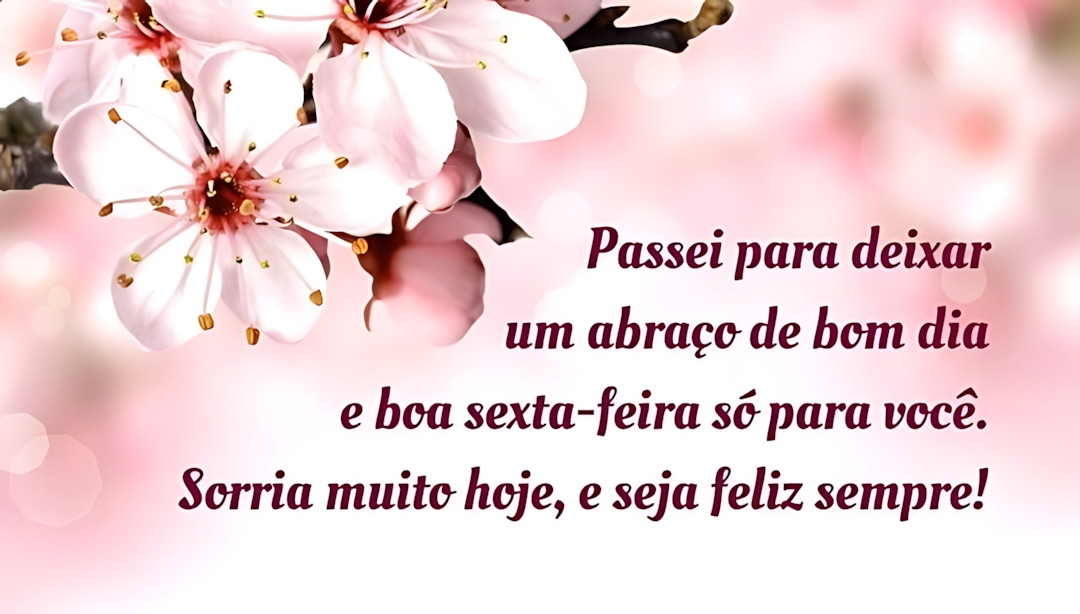 Passei para deixar
um abraço de bom dia
e boa sexta-feira só para você.
Sorria muito hoje, e seja feliz sempre!